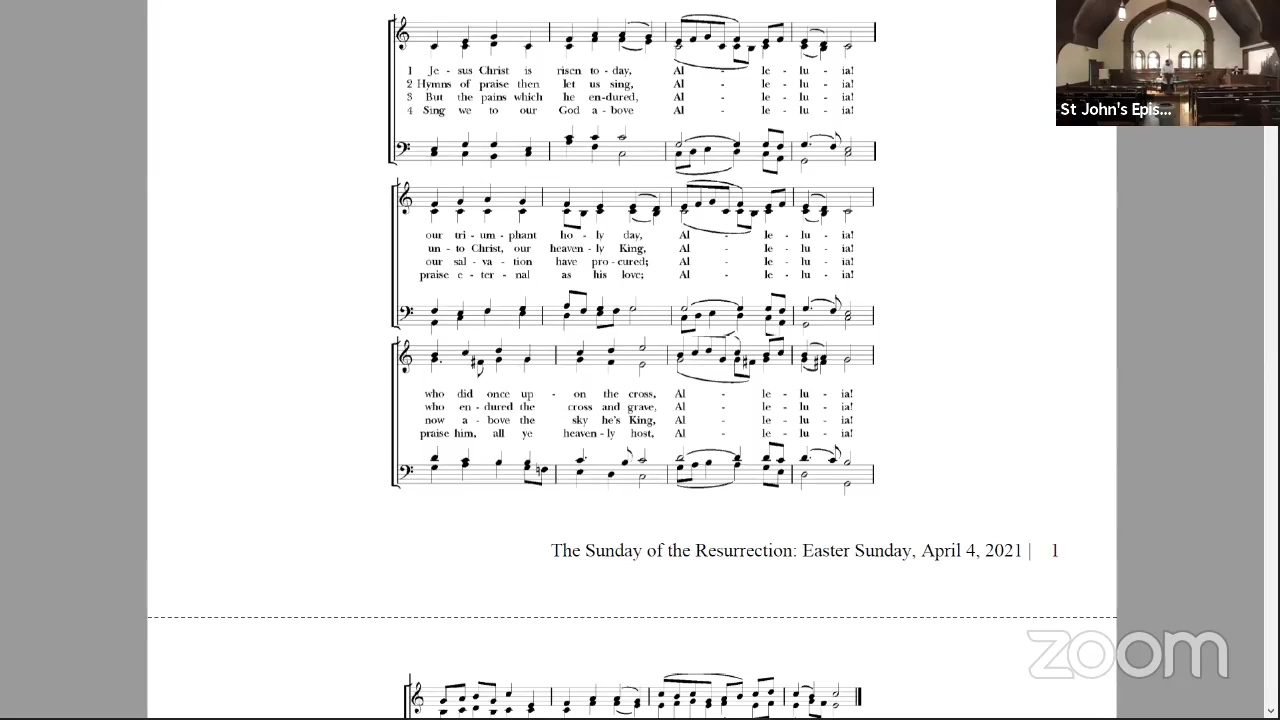 1 Je - sus Christ is risen to - day, Al - le - lu - ia!
2 Hymns of praise then let us sing, Al - le - lu - ia!
3 But the pains which he en - dured, Al - le - lu - ia!
4 Sing we to our God a - bove Al - le - lu - ia!
our tri - um - phant ho - ly day, Al - le - lu - ia!
un - to Christ, our heaven - ly King, Al - le - lu - ia!
our sal - va - tion have pro - cured; Al - le - lu - ia!
praise e - ter - nal as his love; Al - le - lu - ia!
who did once up - on the cross, Al - le - lu - ia!
who en - dured the cross and grave, Al - le - lu - ia!
now a - bove the sky he's King, Al - le - lu - ia!
praise him, all ye heaven - ly host, Al - le - lu - ia!
The Sunday of the Resurrection: Easter Sunday, April 4, 2021 | 1
St John's Epis...
zoom